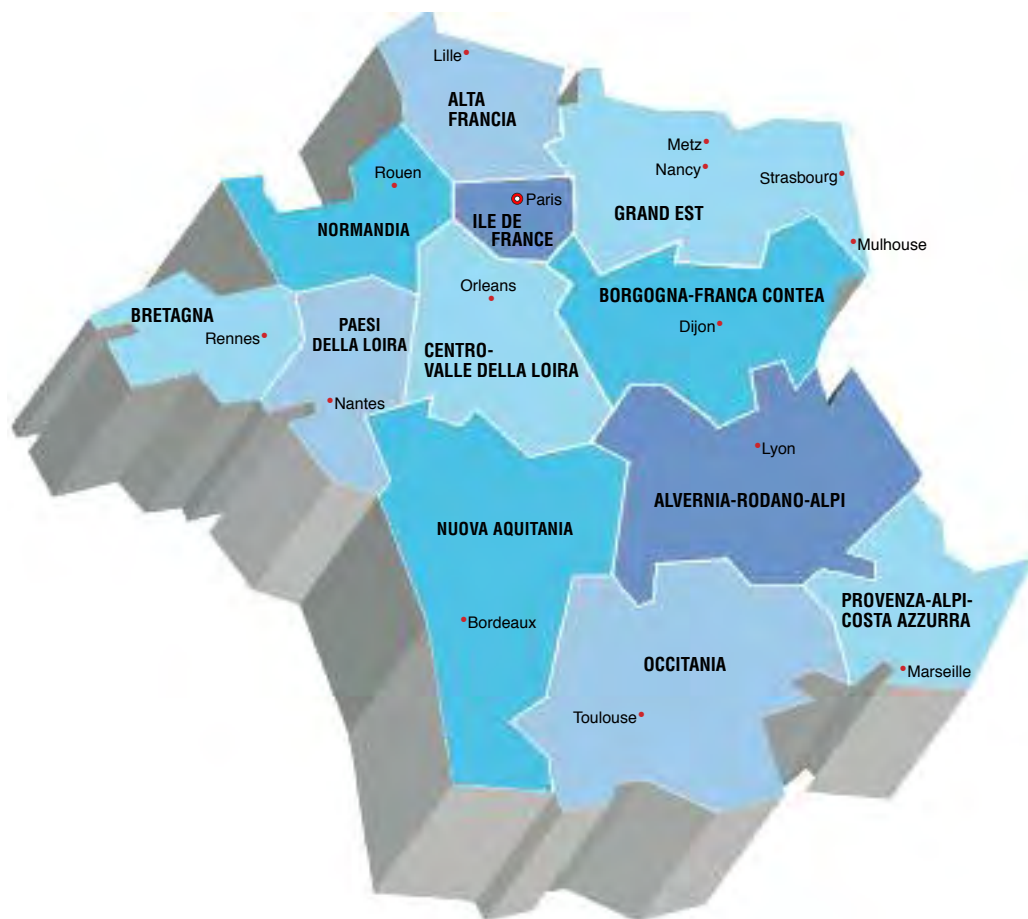 Lille
ALTA
FRANCIA
Metz
Nancy
Strasbourg
Rouen
Paris
ILE DE
FRANCE
GRAND EST
NORMANDIA
Mulhouse
Orleans
BORGOGNA-FRANCA CONTEA
BRETAGNA
Rennes
PAESI
DELLA LOIRA
Dijon
CENTRO-
VALLE DELLA LOIRA
Nantes
Lyon
ALVERNIA-RODANO-ALPI
NUOVA AQUITANIA
PROVENZA-ALPI-
COSTA AZZURRA
Bordeaux
OCCITANIA
Marseille
Toulouse